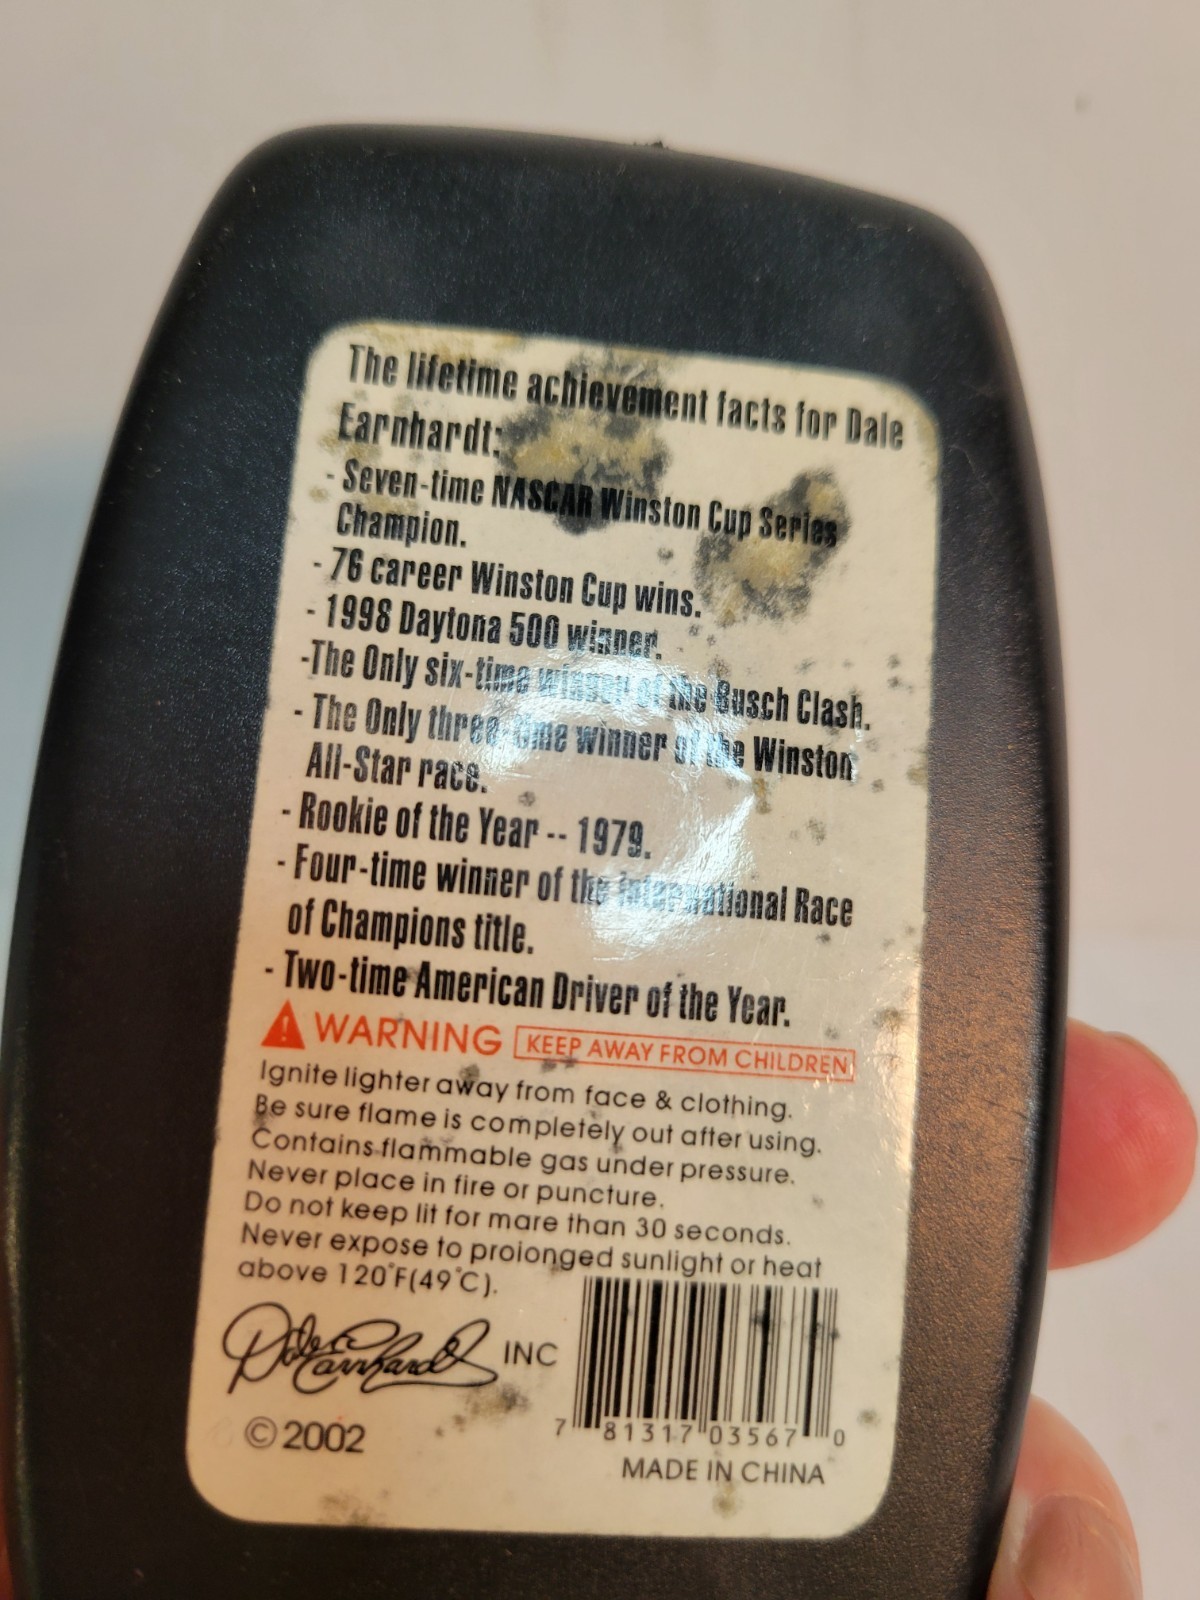 The lifetime achievement facts for Dale
Earnhardt:
- Seven-time NASCAR Winston Cup Series
Champion.
- 76 career Winston Cup wins.
- 1998 Daytona 500 winner.
-The Only six-time winner of the Busch Clash.
- The Only three-time winner of the Winston
All-Star race.
- Rookie of the Year -- 1979.
- Four-time winner of the International Race
of Champions title.
- Two-time American Driver of the Year.
WARNING KEEP AWAY FROM CHILDREN
Ignite lighter away from face & clothing.
Be sure flame is completely out after using.
Contains flammable gas under pressure.
Never place in fire or puncture.
Do not keep lit for mare than 30 seconds.
Never expose to proionged sunlight or heat
above 120°F(49°C).
Dale Earnhardt INC
© 2002
7 81317 03567 0
MADE IN CHINA